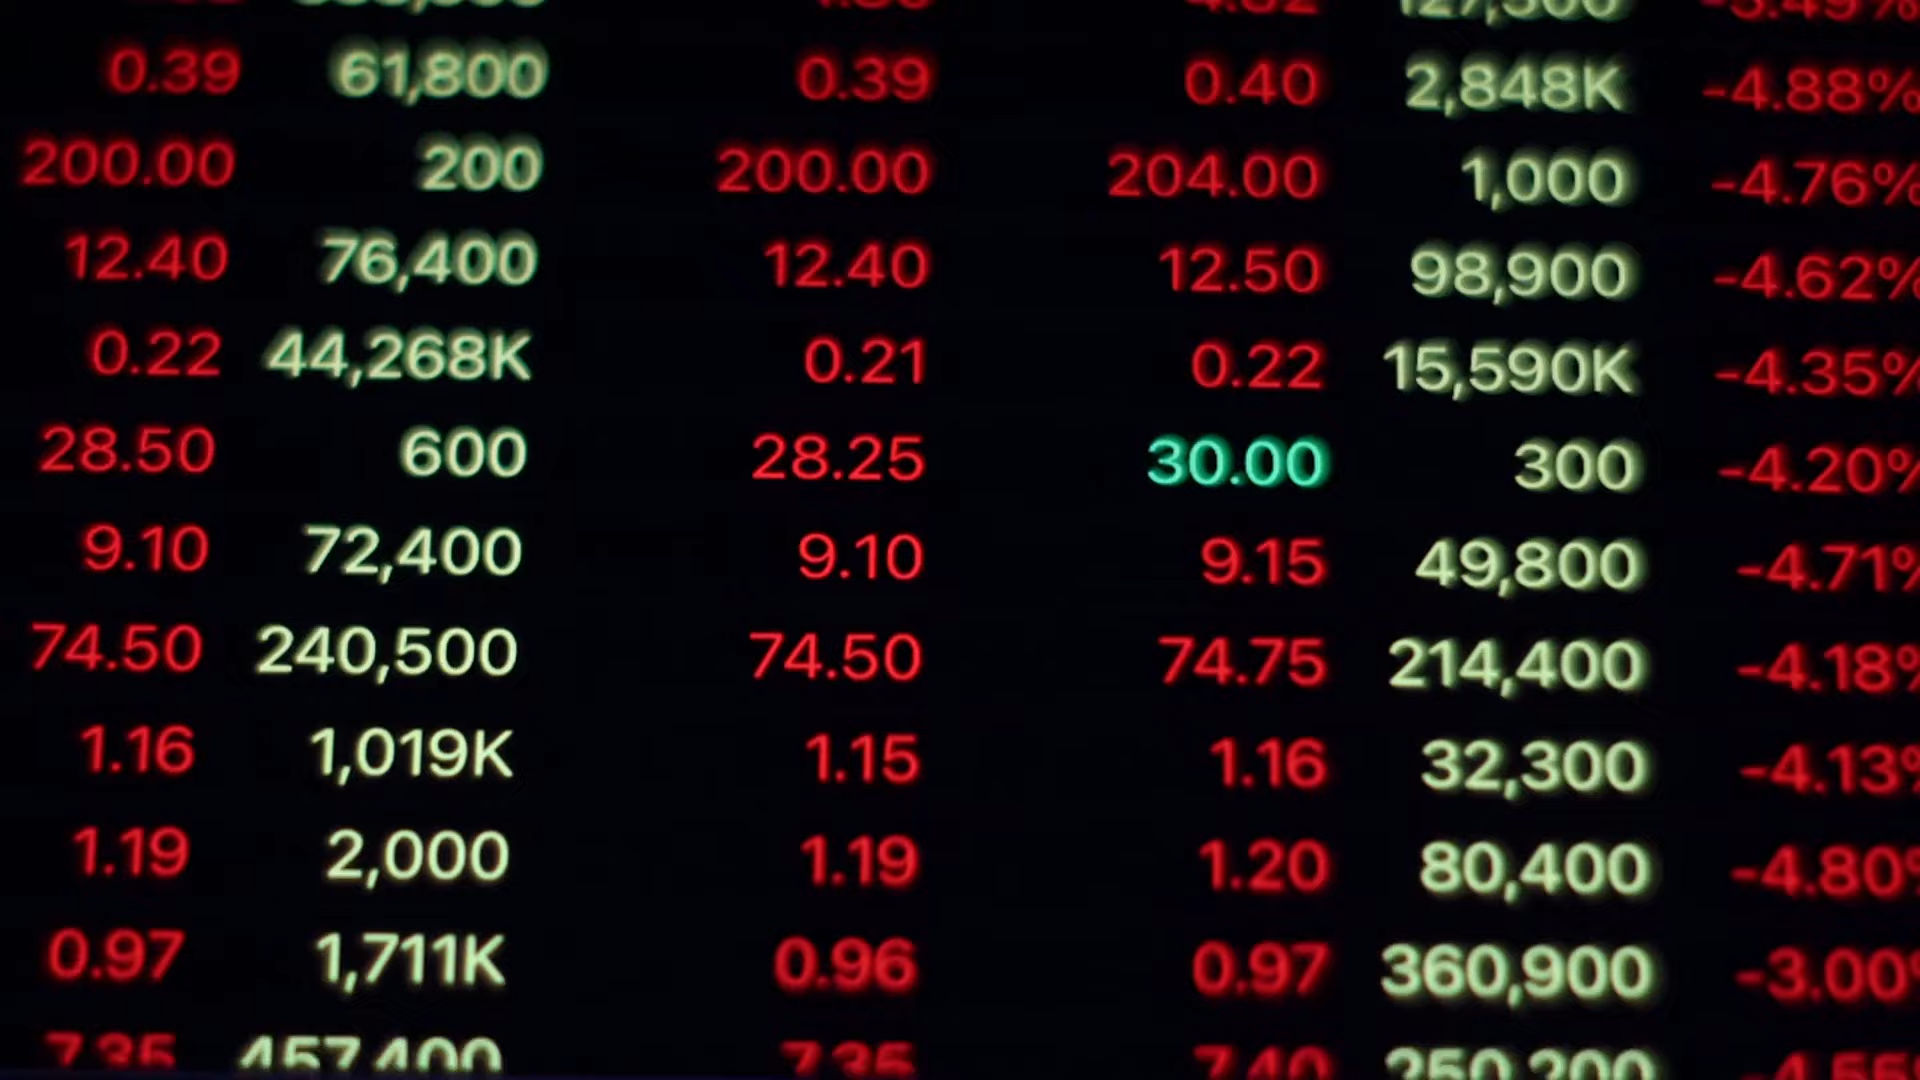 0.39 61,800 0.39 0.40 2,848K -4.88%
200.00 200 200.00 204.00 1,000 -4.76%
12.40 76,400 12.40 12.50 98,900 -4.62%
0.22 44,268K 0.21 0.22 15,590K -4.35%
28.50 600 28.25 30.00 300 -4.20%
9.10 72,400 9.10 9.15 49,800 -4.71%
74.50 240,500 74.50 74.75 214,400 -4.18%
1.16 1,019K 1.15 1.16 32,300 -4.13%
1.19 2,000 1.19 1.20 80,400 -4.80%
0.97 1,711K 0.96 0.97 360,900 -3.00%
7.35 457,400 7.35 7.40 250,200